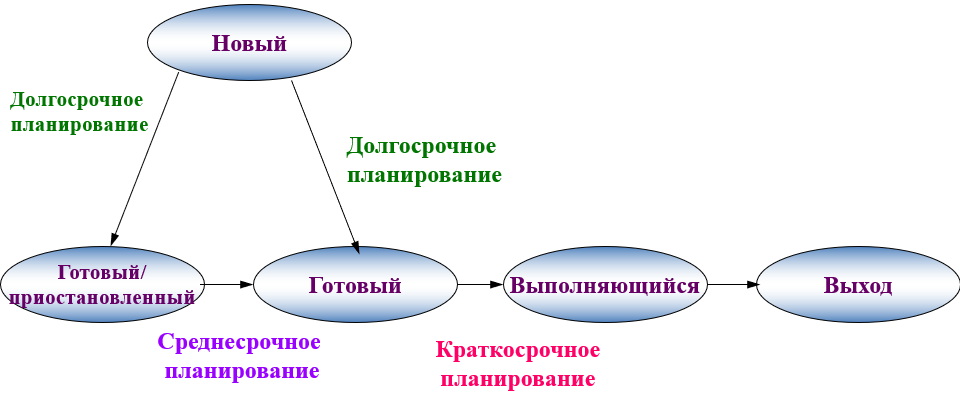 Новый
Долгосрочное
планирование
Долгосрочное
планирование
Готовый/
приостановленный
Готовый
Выполняющийся
Выход
Среднесрочное
планирование
Краткосрочное
планирование